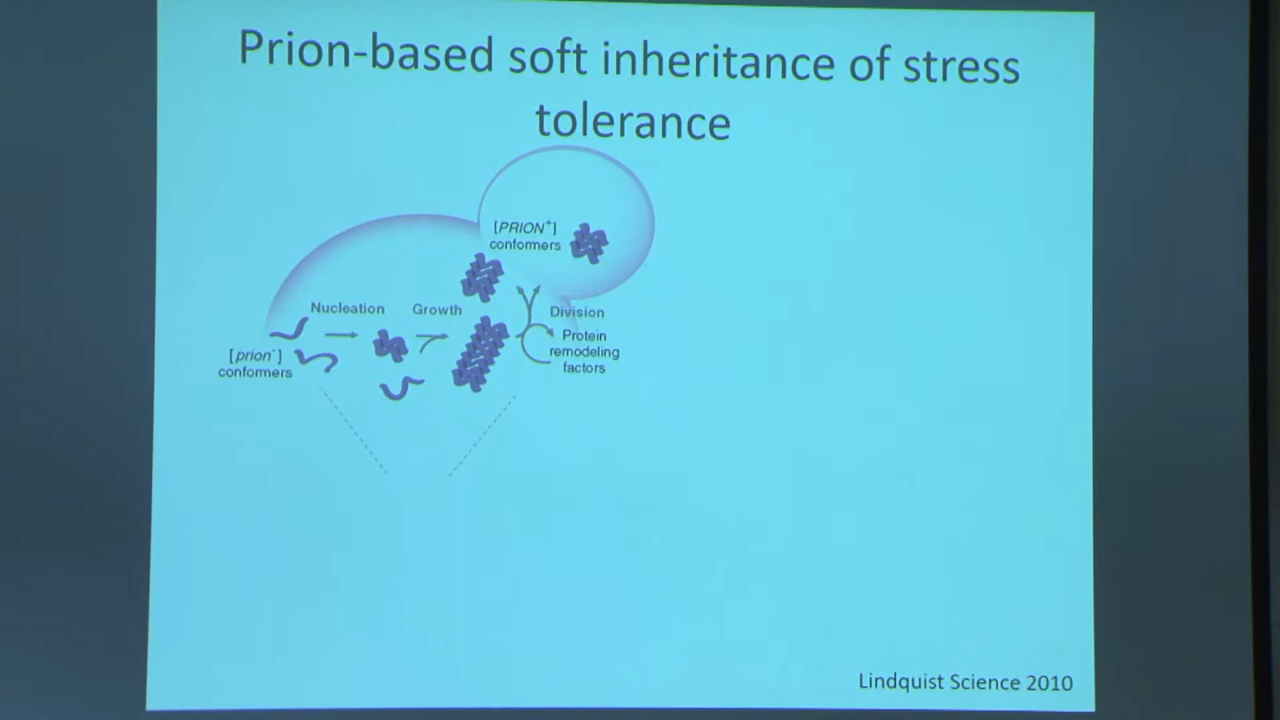 Prion-based soft inheritance of stress
tolerance
[PRION⁺]
conformers
Nucleation
Growth
Division
Protein
remodeling
factors
[prion⁻]
conformers
Lindquist Science 2010